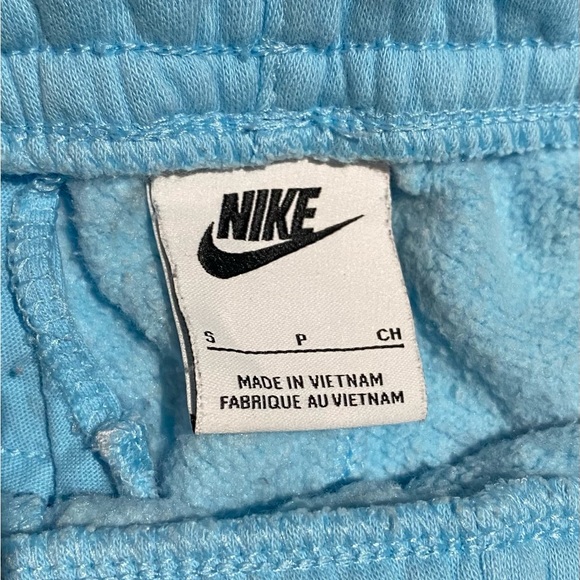 NIKE
S P CH
MADE IN VIETNAM
FABRIQUE AU VIETNAM